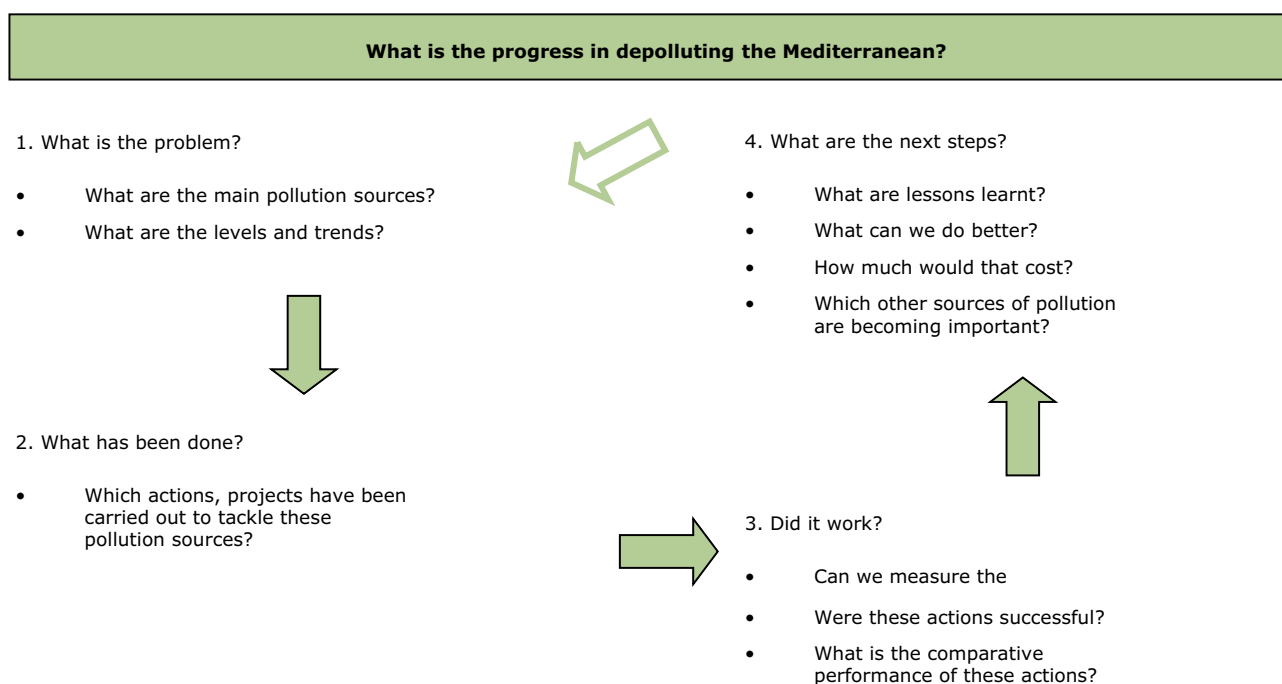 What is the progress in depolluting the Mediterranean?
1. What is the problem?
• What are the main pollution sources?
• What are the levels and trends?
2. What has been done?
• Which actions, projects have been
carried out to tackle these
pollution sources?
3. Did it work?
• Can we measure the
• Were these actions successful?
• What is the comparative
performance of these actions?
4. What are the next steps?
• What are lessons learnt?
• What can we do better?
• How much would that cost?
• Which other sources of pollution
are becoming important?